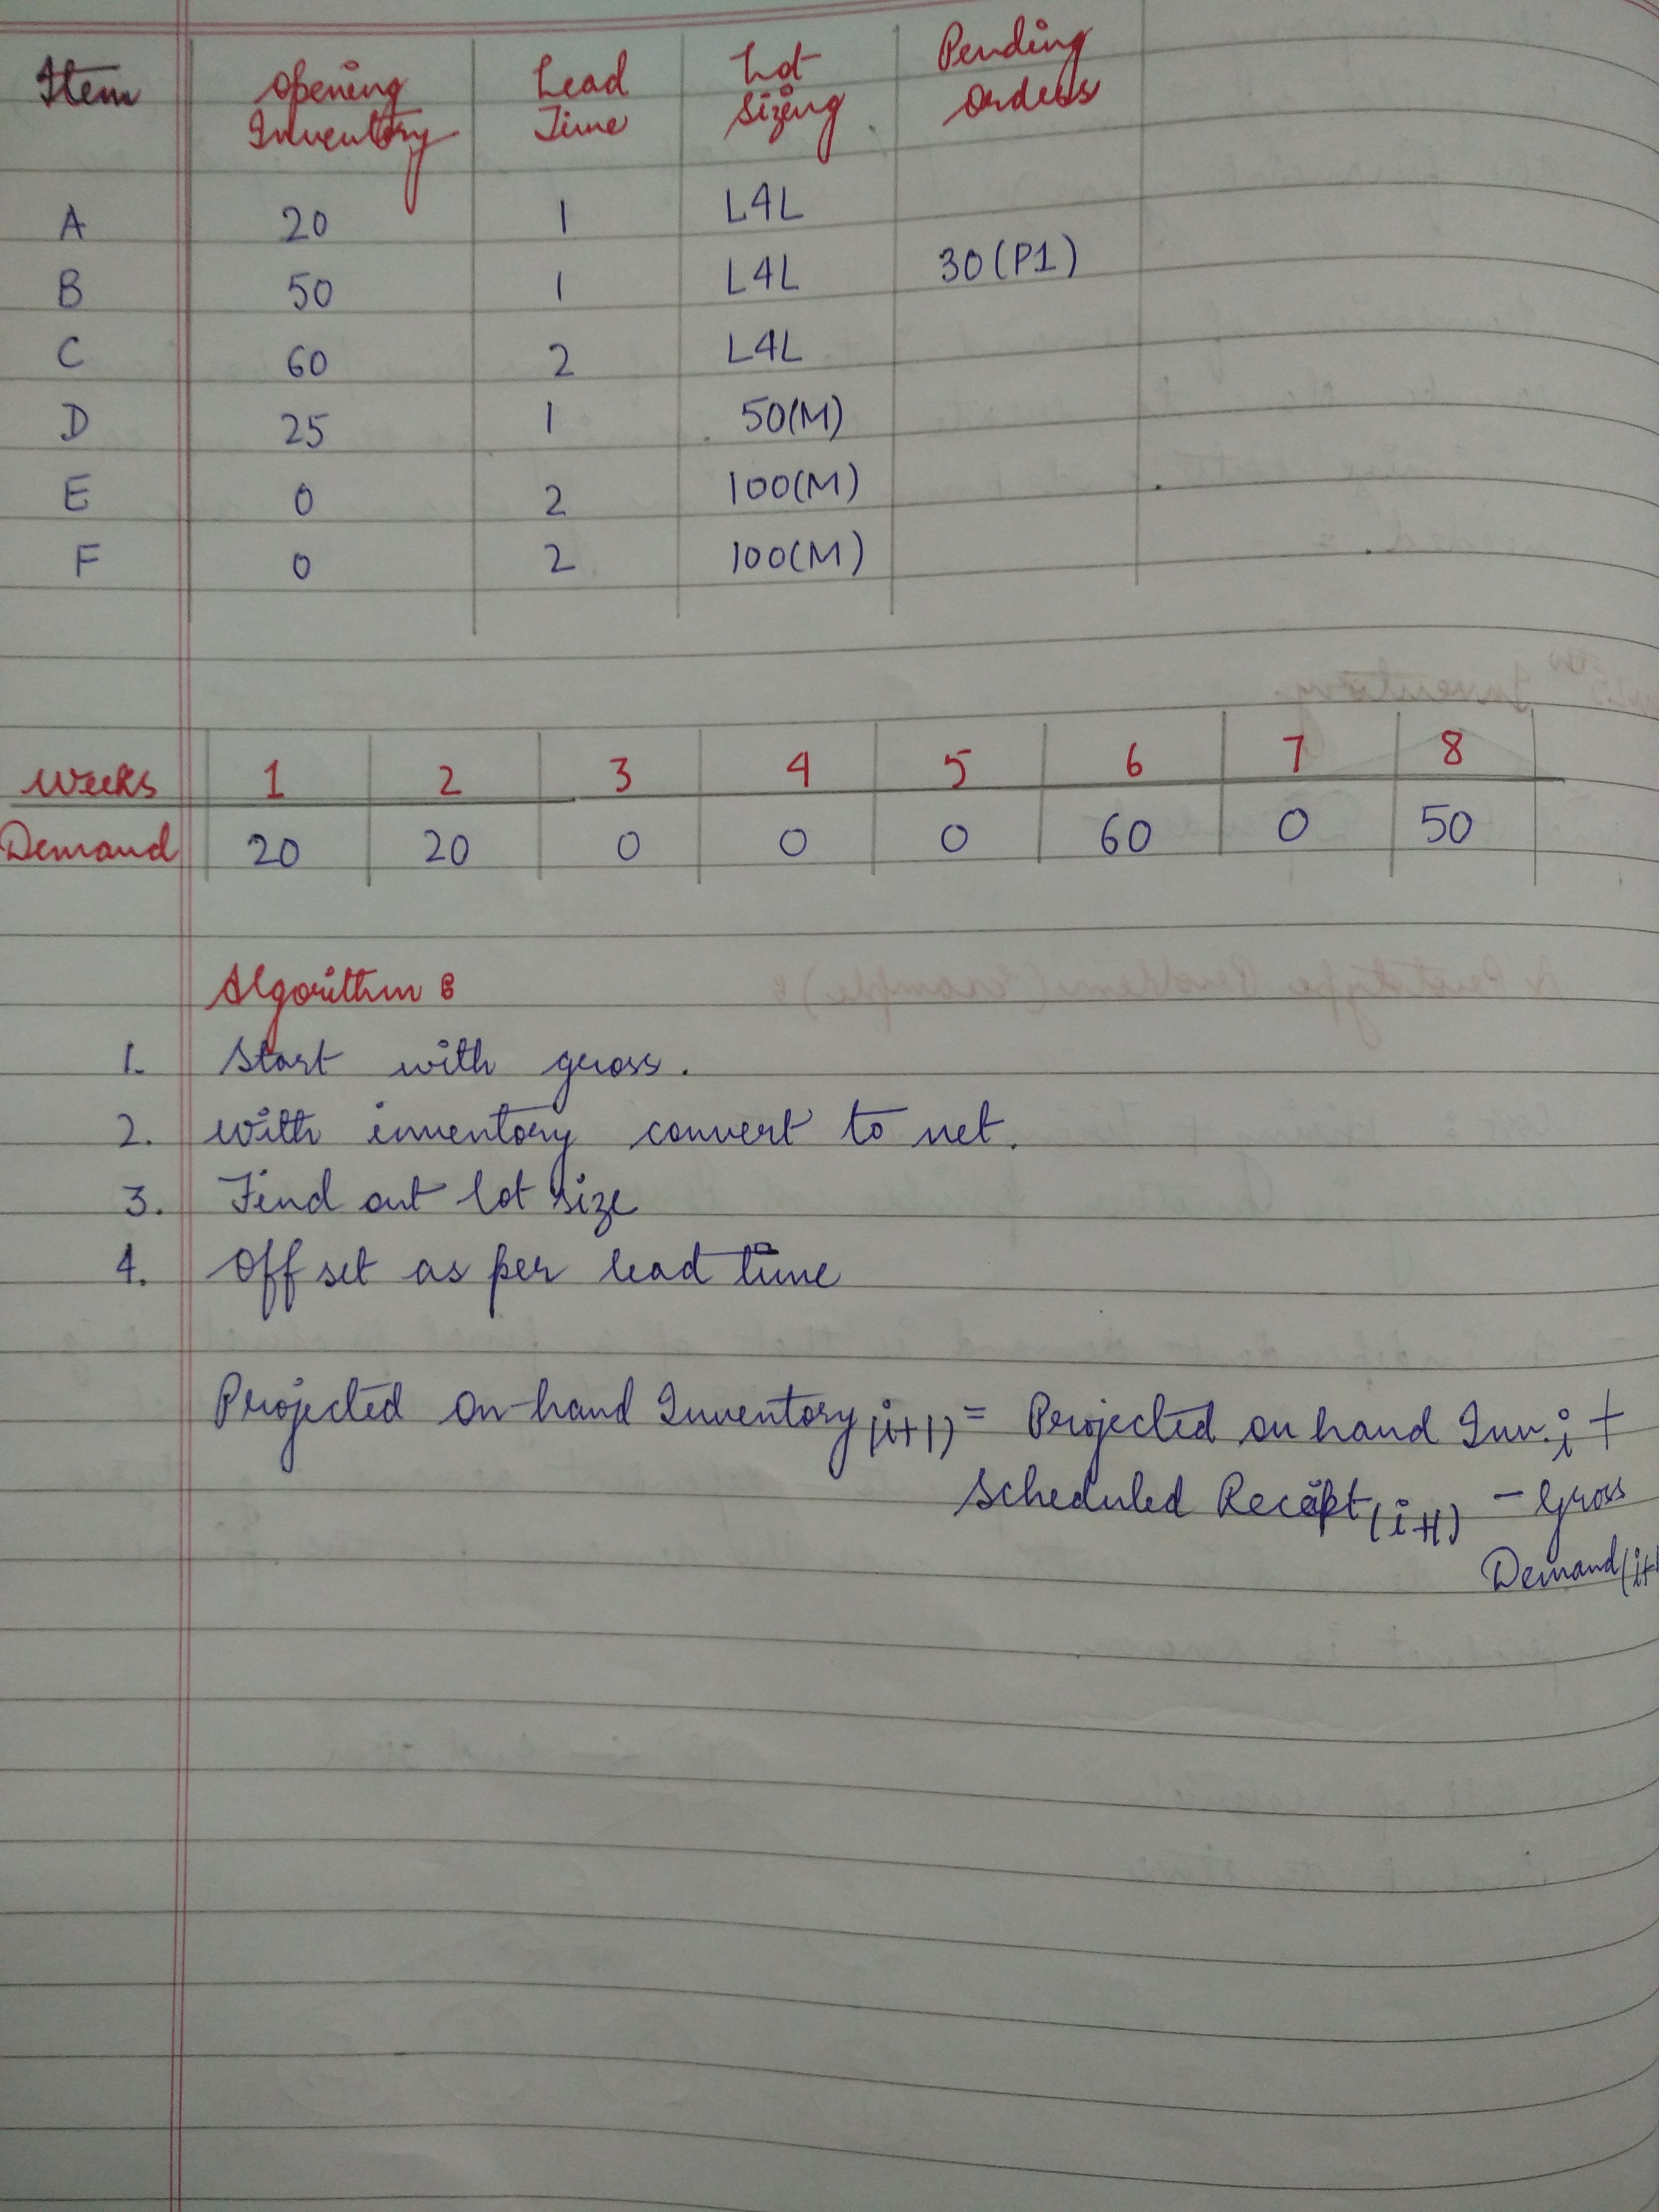 Item Opening Inventory Lead Time Lot Sizing Pending Orders
A 20 1 L4L
B 50 1 L4L 30(P1)
C 60 2 L4L
D 25 1 50(M)
E 0 2 100(M)
F 0 2 100(M)
Weeks 1 2 3 4 5 6 7 8
Demand 20 20 0 0 0 60 0 50
Algorithm :
1. Start with gross.
2. With inventory convert to net.
3. Find out lot size
4. Offset as per lead time
Projected on-hand Inventory(i+1) = Projected on hand Inv.i +
Scheduled Receipt(i+1) - Gross
Demand(i+1